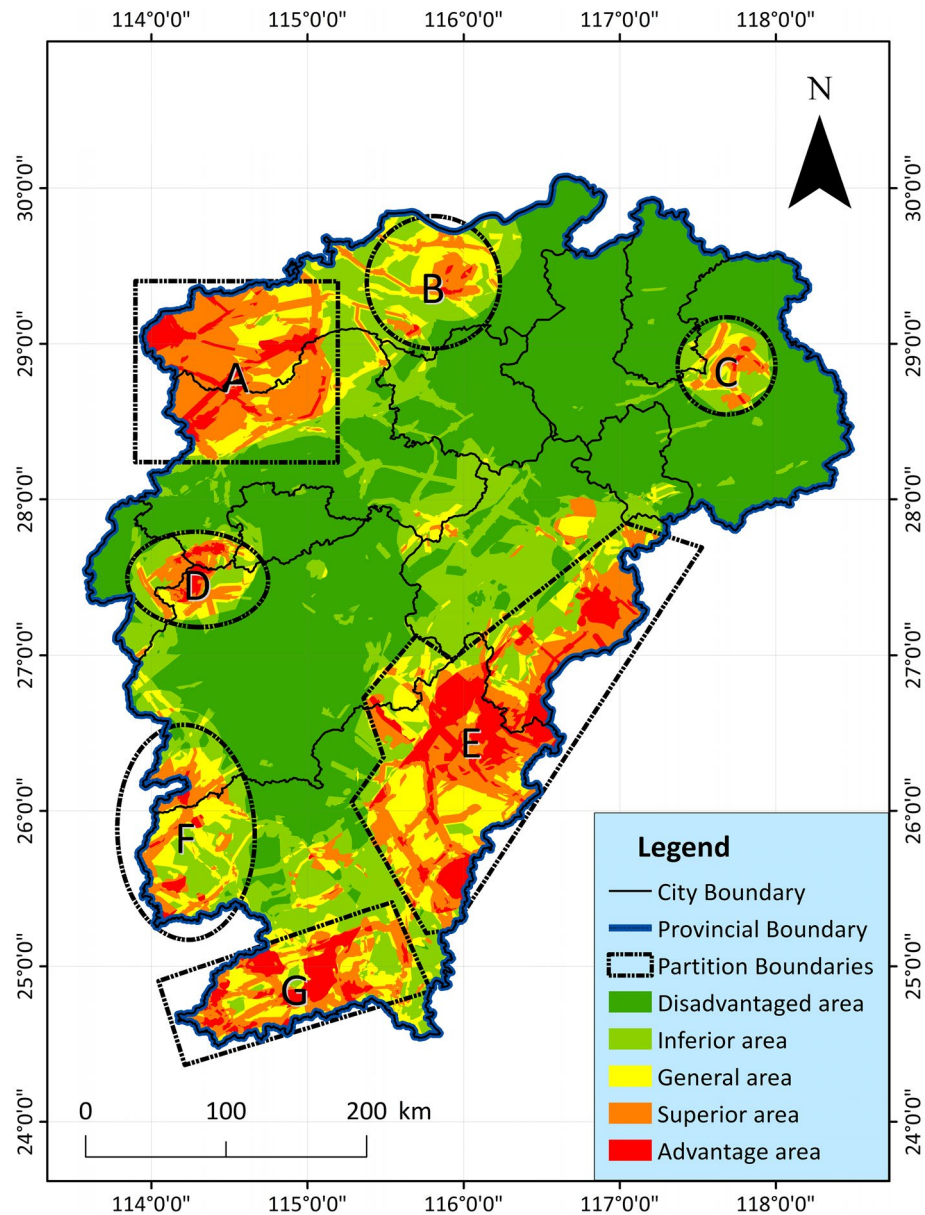 114°0'0" 115°0'0" 116°0'0" 117°0'0" 118°0'0"
N
30°0'0" 30°0'0"
29°0'0" 29°0'0"
28°0'0" 28°0'0"
27°0'0" 27°0'0"
26°0'0" 26°0'0"
25°0'0" 25°0'0"
24°0'0" 24°0'0"
B
A
C
D
E
F
G
Legend
City Boundary
Provincial Boundary
Partition Boundaries
Disadvantaged area
Inferior area
General area
Superior area
Advantage area
0 100 200 km
114°0'0" 115°0'0" 116°0'0" 117°0'0" 118°0'0"